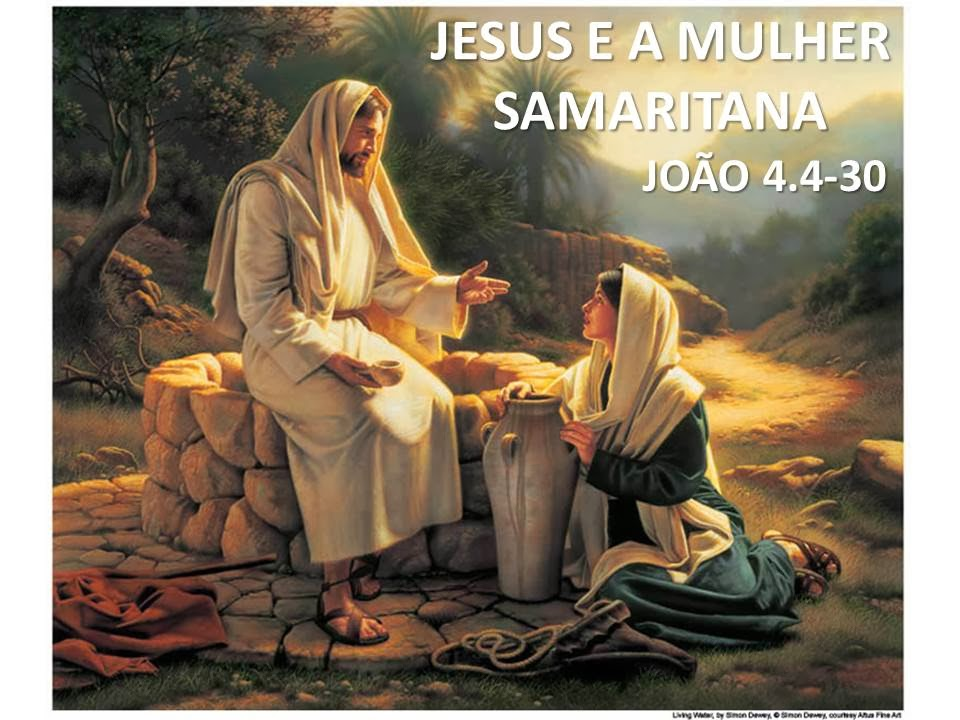 JESUS E A MULHER
SAMARITANA
JOÃO 4.4-30
Living Water, by Simon Dewey, © Simon Dewey, courtesy Altus Fine Art